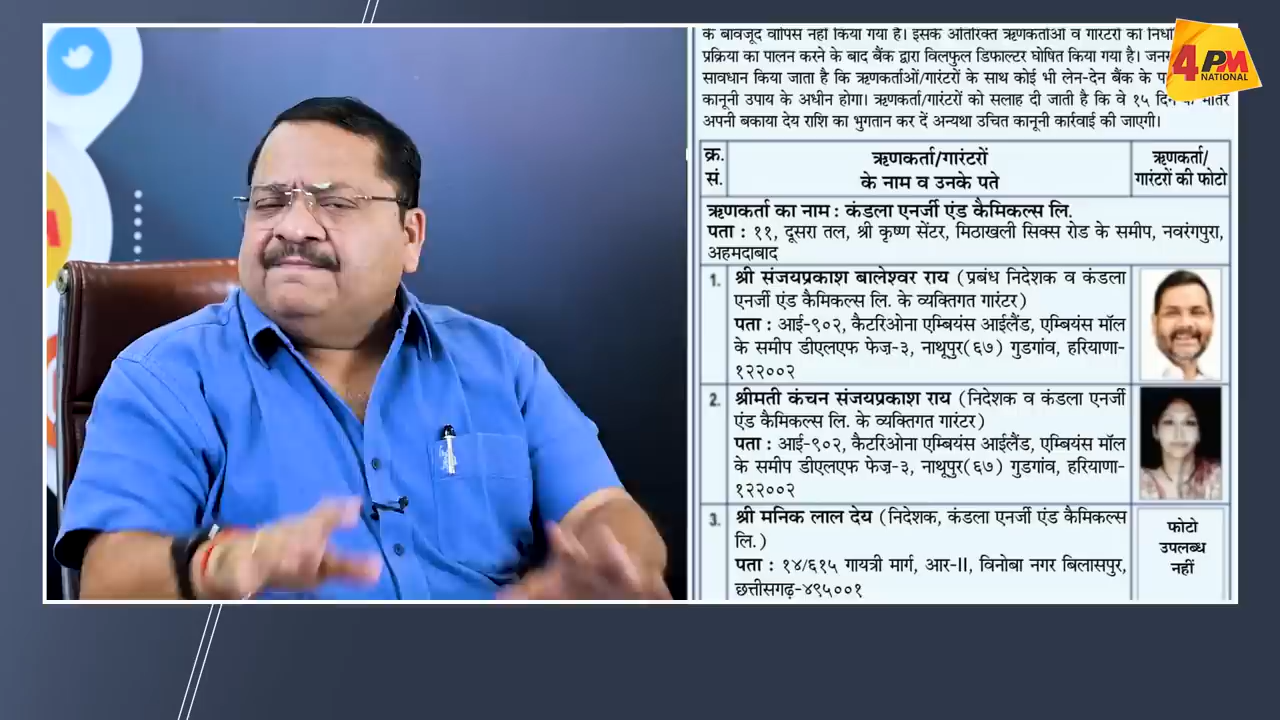 के बावजूद वापिस नहीं किया गया है। इसके अतिरिक्त ऋणकर्ताओं व गारंटरों को
प्रक्रिया का पालन करने के बाद बैंक द्वारा विलफुल डिफाल्टर घोषित किया गया है।
सावधान किया जाता है कि ऋणकर्ताओं/गारंटरों के साथ कोई भी लेन-देन बैंक के
कानूनी उपाय के अधीन होगा। ऋणकर्ता/गारंटरों को सलाह दी जाती है कि वे १५ दिन के भीतर
अपनी बकाया देय राशि का भुगतान कर दें अन्यथा उचित कानूनी कार्रवाई की जाएगी।
4PM
NATIONAL
क्र.
सं.
ऋणकर्ता/गारंटरों
के नाम व उनके पते
ऋणकर्ता/
गारंटरों की फोटो
ऋणकर्ता का नाम : कंडला एनर्जी एंड कैमिकल्स लि.
पता : ११, दूसरा तल, श्री कृष्ण सेंटर, मिठाखली सिक्स रोड के समीप, नवरंगपुरा,
अहमदाबाद
1. श्री संजयप्रकाश बालेश्वर राय (प्रबंध निदेशक व कंडला
एनर्जी एंड कैमिकल्स लि. के व्यक्तिगत गारंटर)
पता : आई-९०२, कैटरिओना एम्बियंस आईलैंड, एम्बियंस मॉल
के समीप डीएलएफ फेज-३, नाथूपुर(६७) गुडगांव, हरियाणा-
१२२००२
2. श्रीमती कंचन संजयप्रकाश राय (निदेशक व कंडला एनर्जी
एंड कैमिकल्स लि. के व्यक्तिगत गारंटर)
पता : आई-९०२, कैटरिओना एम्बियंस आईलैंड, एम्बियंस मॉल
के समीप डीएलएफ फेज-३, नाथूपुर(६७) गुडगांव, हरियाणा-
१२२००२
3. श्री मनिक लाल देय (निदेशक, कंडला एनर्जी एंड कैमिकल्स
लि.)
पता : १४/६१५ गायत्री मार्ग, आर-II, विनोबा नगर बिलासपुर,
छत्तीसगढ़-४९५००१
फोटो
उपलब्ध
नहीं